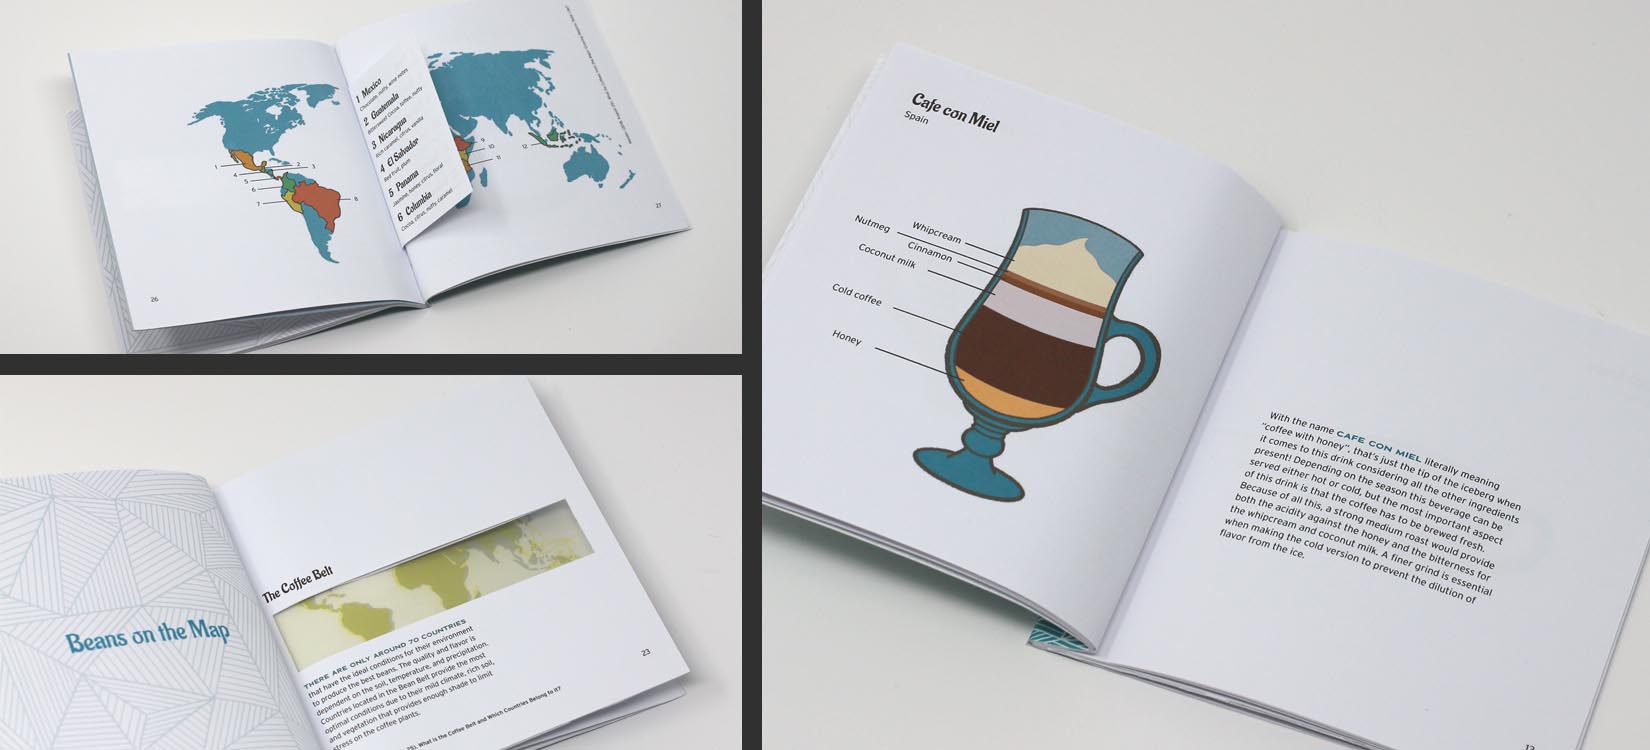 1 Mexico
Chocolate, nutty, wine notes
2 Guatemala
Bittersweet Cocoa, toffee, nutty
3 Nicaragua
Rich caramel, citrus, vanilla
4 El Salvador
Red fruit, plum
5 Panama
Jasmine, honey, citrus, floral
6 Columbia
Cocoa, citrus, nutty, caramel
1
2
3
4
5
6
7
8
9
10
11
12
26
27
Beans on the Map
The Coffee Belt
THERE ARE ONLY AROUND 70 COUNTRIES
that have the ideal conditions for their environment
to produce the best beans. The quality and flavor is
dependent on the soil, temperature, and precipitation.
Countries located in the Bean Belt provide the most
optimal conditions due to their mild climate, rich soil,
and vegetation that provides enough shade to limit
stress on the coffee plants.
What is the Coffee Belt and Which Countries Belong to It?
23
Cafe con Miel
Spain
Nutmeg
Whipcream
Cinnamon
Coconut milk
Cold coffee
Honey
With the name CAFE CON MIEL literally meaning
"coffee with honey", that's just the tip of the iceberg when
it comes to this drink considering all the other ingredients
present! Depending on the season this beverage can be
served either hot or cold, but the most important aspect
of this drink is that the coffee has to be brewed fresh.
Because of all this, a strong medium roast would provide
both the acidity against the honey and the bitterness for
the whipcream and coconut milk. A finer grind is essential
when making the cold version to prevent the dilution of
flavor from the ice.